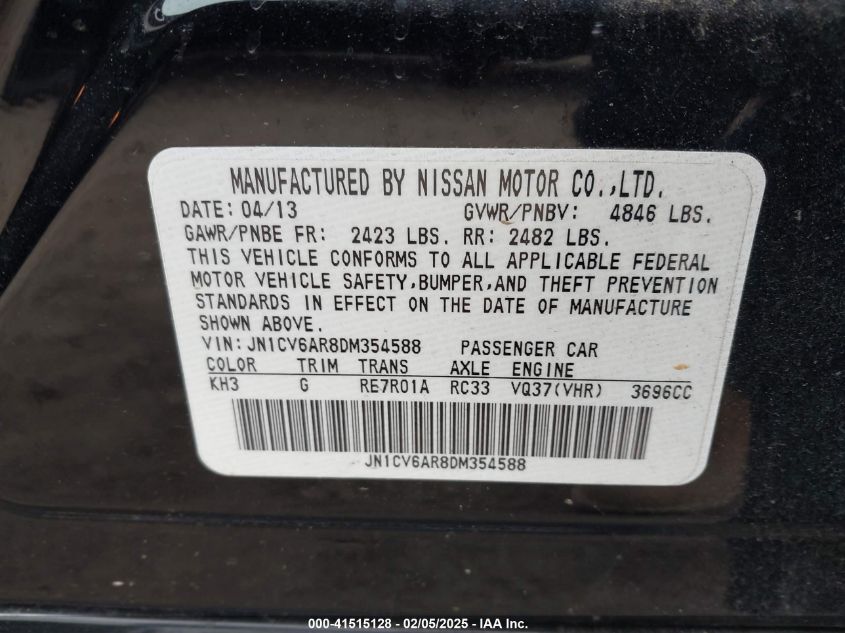 MANUFACTURED BY NISSAN MOTOR CO.,LTD.
DATE: 04/13 GVWR/PNBV: 4846 LBS.
GAWR/PNBE FR: 2423 LBS. RR: 2482 LBS.
THIS VEHICLE CONFORMS TO ALL APPLICABLE FEDERAL
MOTOR VEHICLE SAFETY,BUMPER,AND THEFT PREVENTION
STANDARDS IN EFFECT ON THE DATE OF MANUFACTURE
SHOWN ABOVE.
VIN:JN1CV6AR8DM354588 PASSENGER CAR
COLOR TRIM TRANS AXLE ENGINE
KH3 G RE7R01A RC33 VQ37(VHR) 3696CC
JN1CV6AR8DM354588
000-41515128 - 02/05/2025 - IAA Inc.